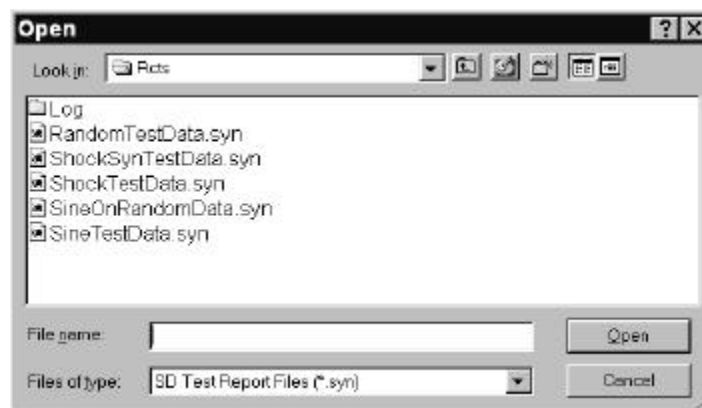 Open
Look in: Rcts
Log
RandomTestData.syn
ShockSynTestData.syn
ShockTestData.syn
SineOnRandomData.syn
SineTestData.syn
File name:
Open
Files of type: SD Test Report Files (*.syn)
Cancel